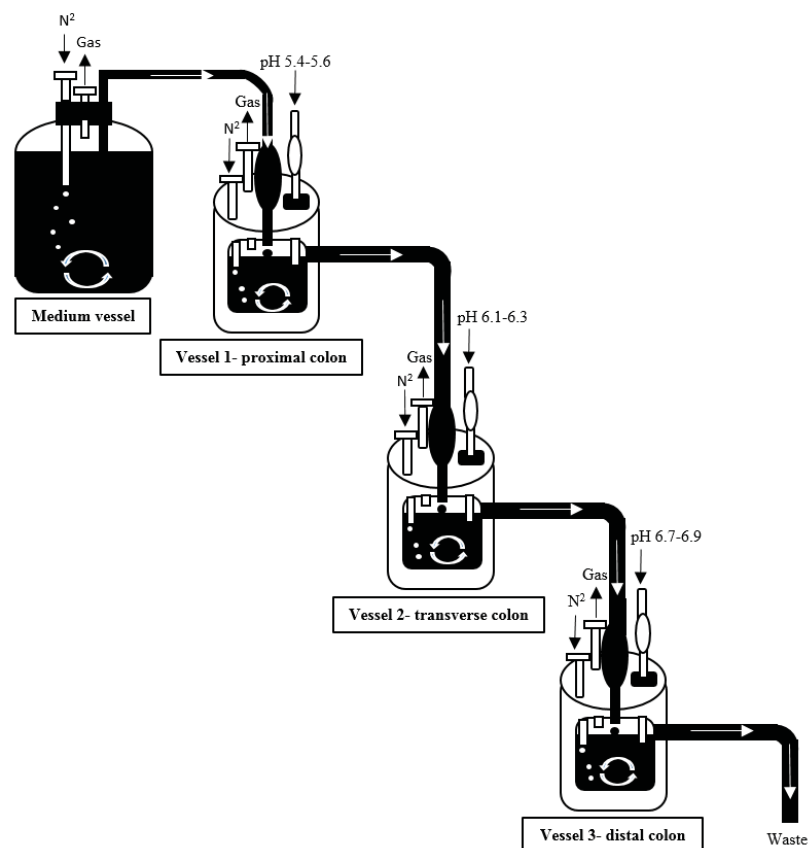 N²
Gas
Medium vessel
pH 5.4-5.6
Gas
N²
Vessel 1- proximal colon
pH 6.1-6.3
Gas
N²
Vessel 2- transverse colon
pH 6.7-6.9
Gas
N²
Vessel 3- distal colon
Waste